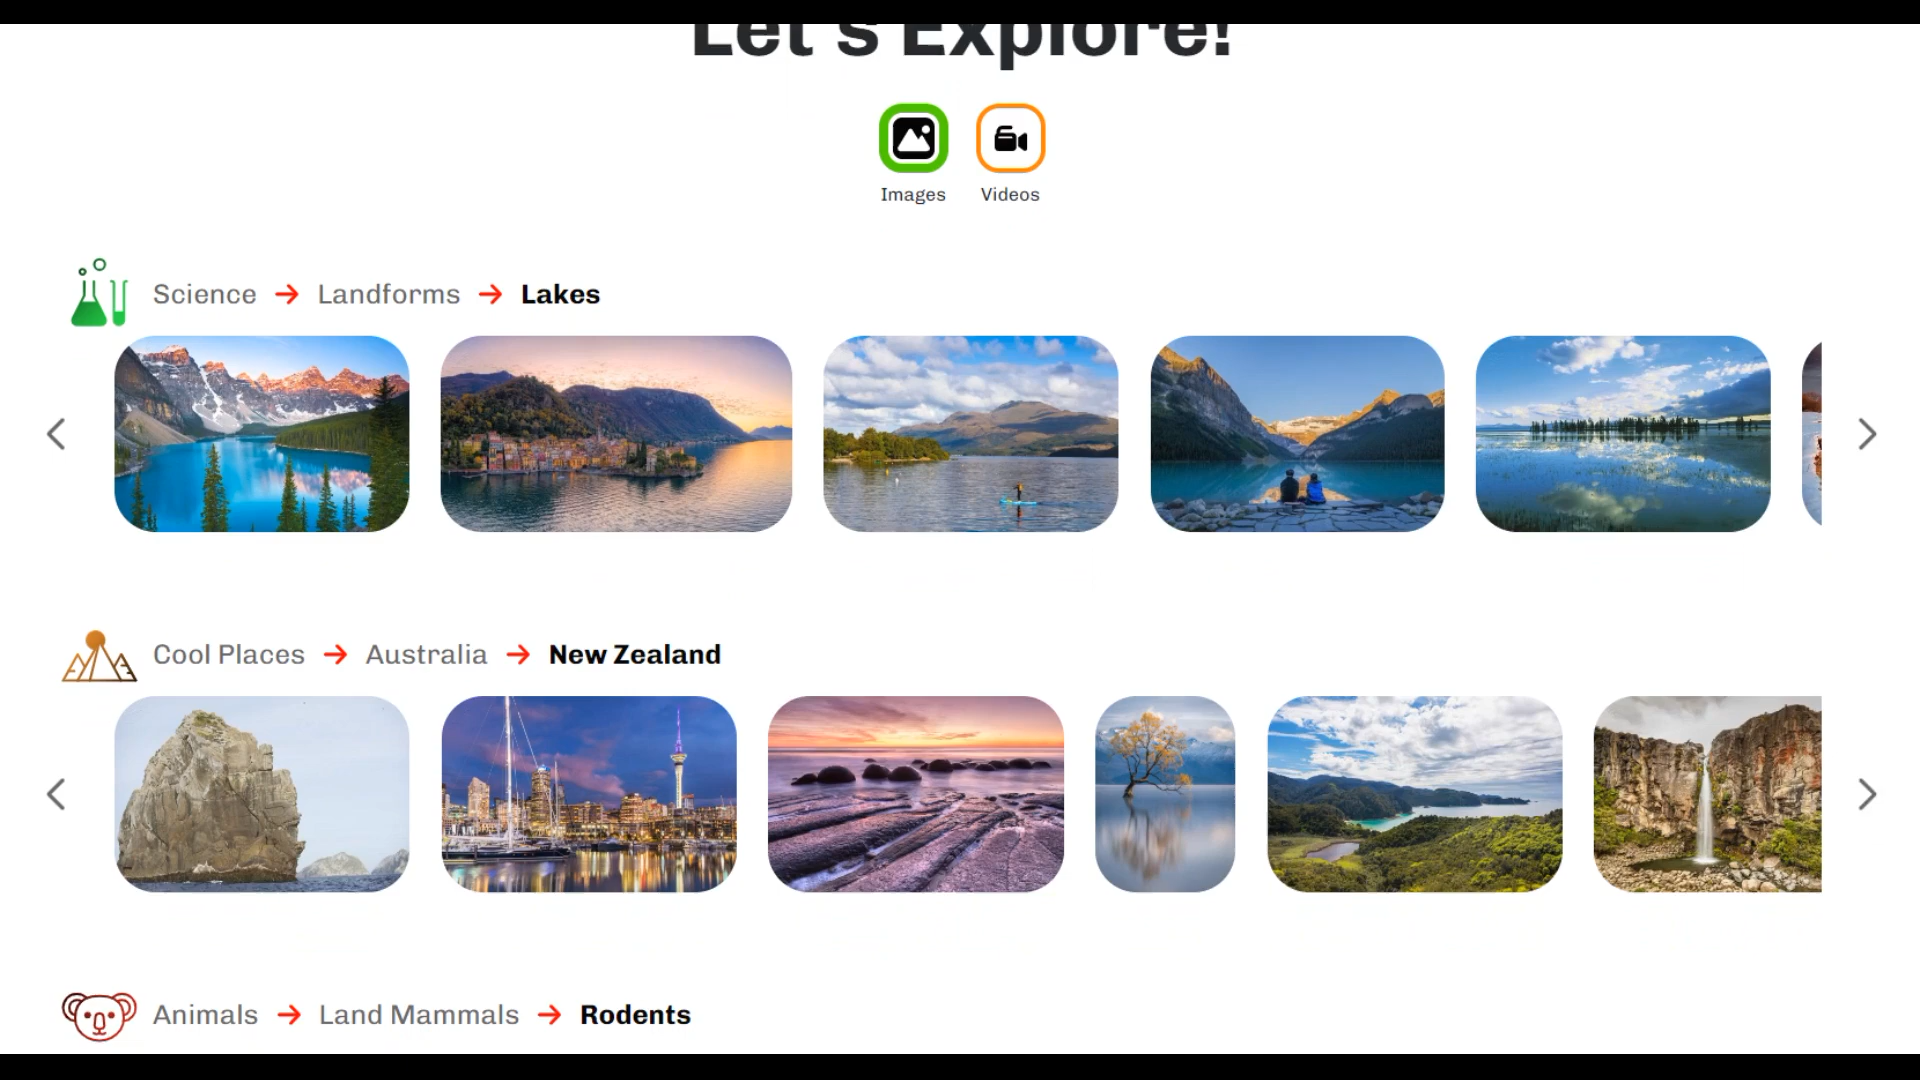 Let's Explore!
Images Videos
Science → Landforms → Lakes
Cool Places → Australia → New Zealand
Animals → Land Mammals → Rodents